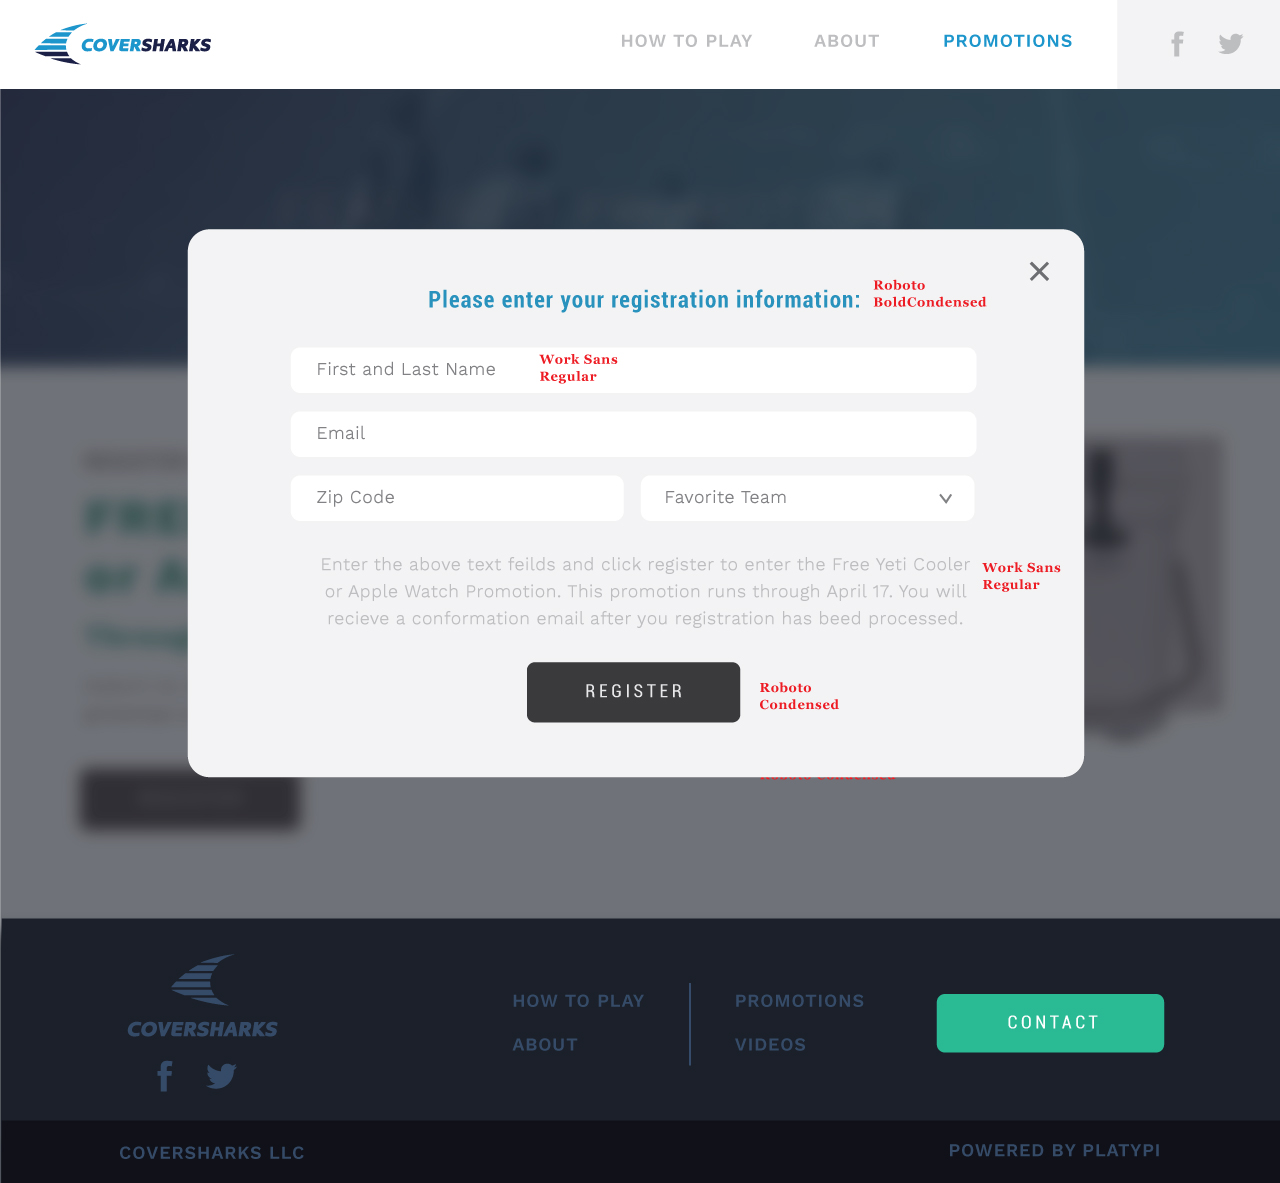 COVERSHARKS
HOW TO PLAY
ABOUT
PROMOTIONS
Please enter your registration information:
Roboto
BoldCondensed
First and Last Name
Work Sans
Regular
Email
Zip Code
Favorite Team
Enter the above text feilds and click register to enter the Free Yeti Cooler
or Apple Watch Promotion. This promotion runs through April 17. You will
recieve a conformation email after you registration has beed processed.
Work Sans
Regular
REGISTER
Roboto
Condensed
FRE
or A
Throug
COVERSHARKS
HOW TO PLAY
PROMOTIONS
ABOUT
VIDEOS
CONTACT
COVERSHARKS LLC
POWERED BY PLATYPI